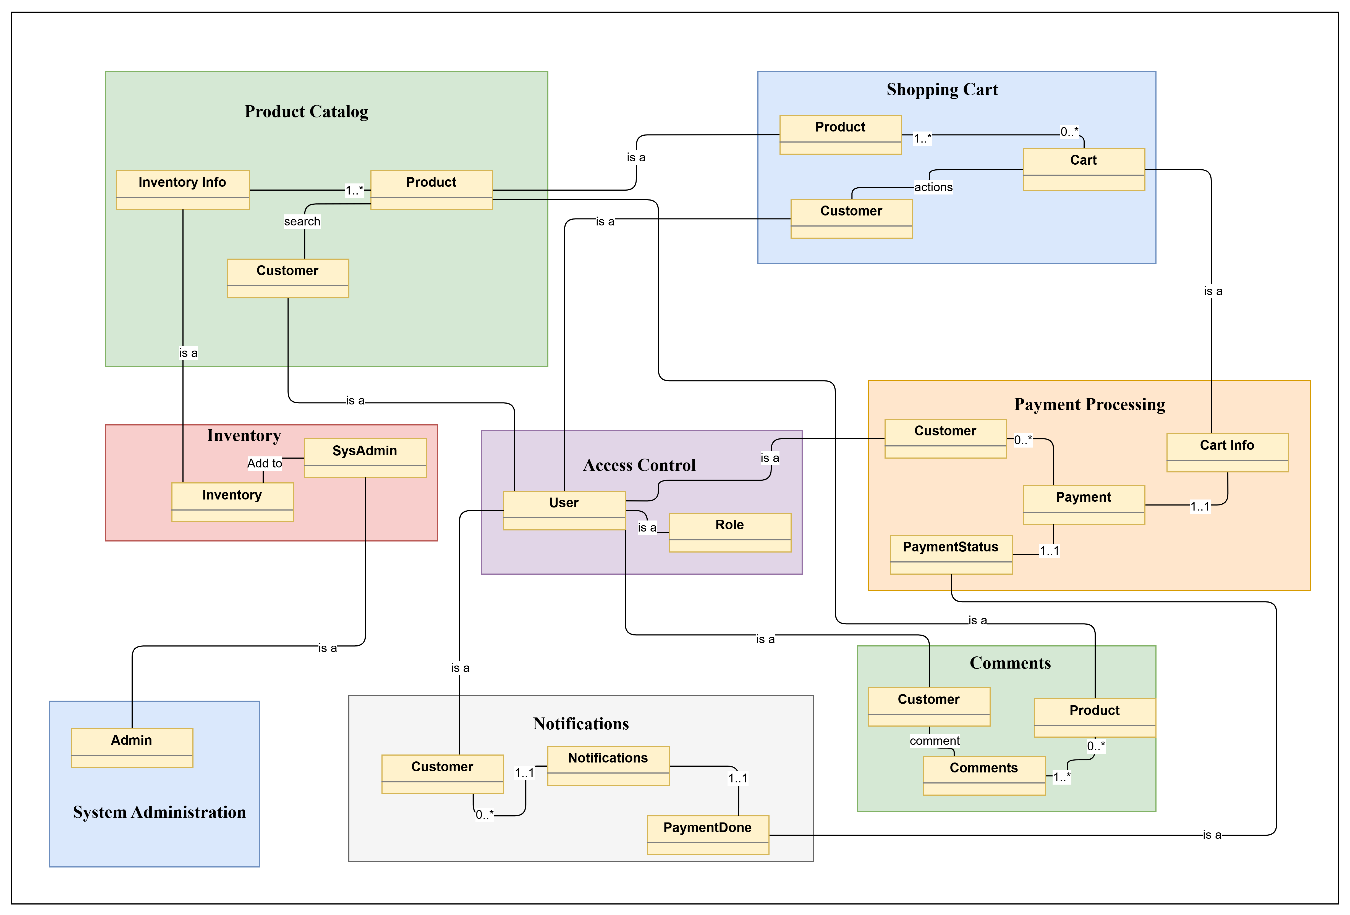 Product Catalog
Inventory Info
1..*
Product
search
Customer
is a
is a
is a
is a
Shopping Cart
Product
1..*
0..*
Cart
actions
Customer
is a
Inventory
SysAdmin
Add to
Inventory
Access Control
User
is a
Role
is a
Payment Processing
Customer
0..*
Cart Info
Payment
1..1
PaymentStatus
1..1
is a
is a
is a
is a
System Administration
Admin
Notifications
Customer
1..1
Notifications
1..1
0..*
PaymentDone
is a
Comments
Customer
Product
comment
0..*
Comments
1..*